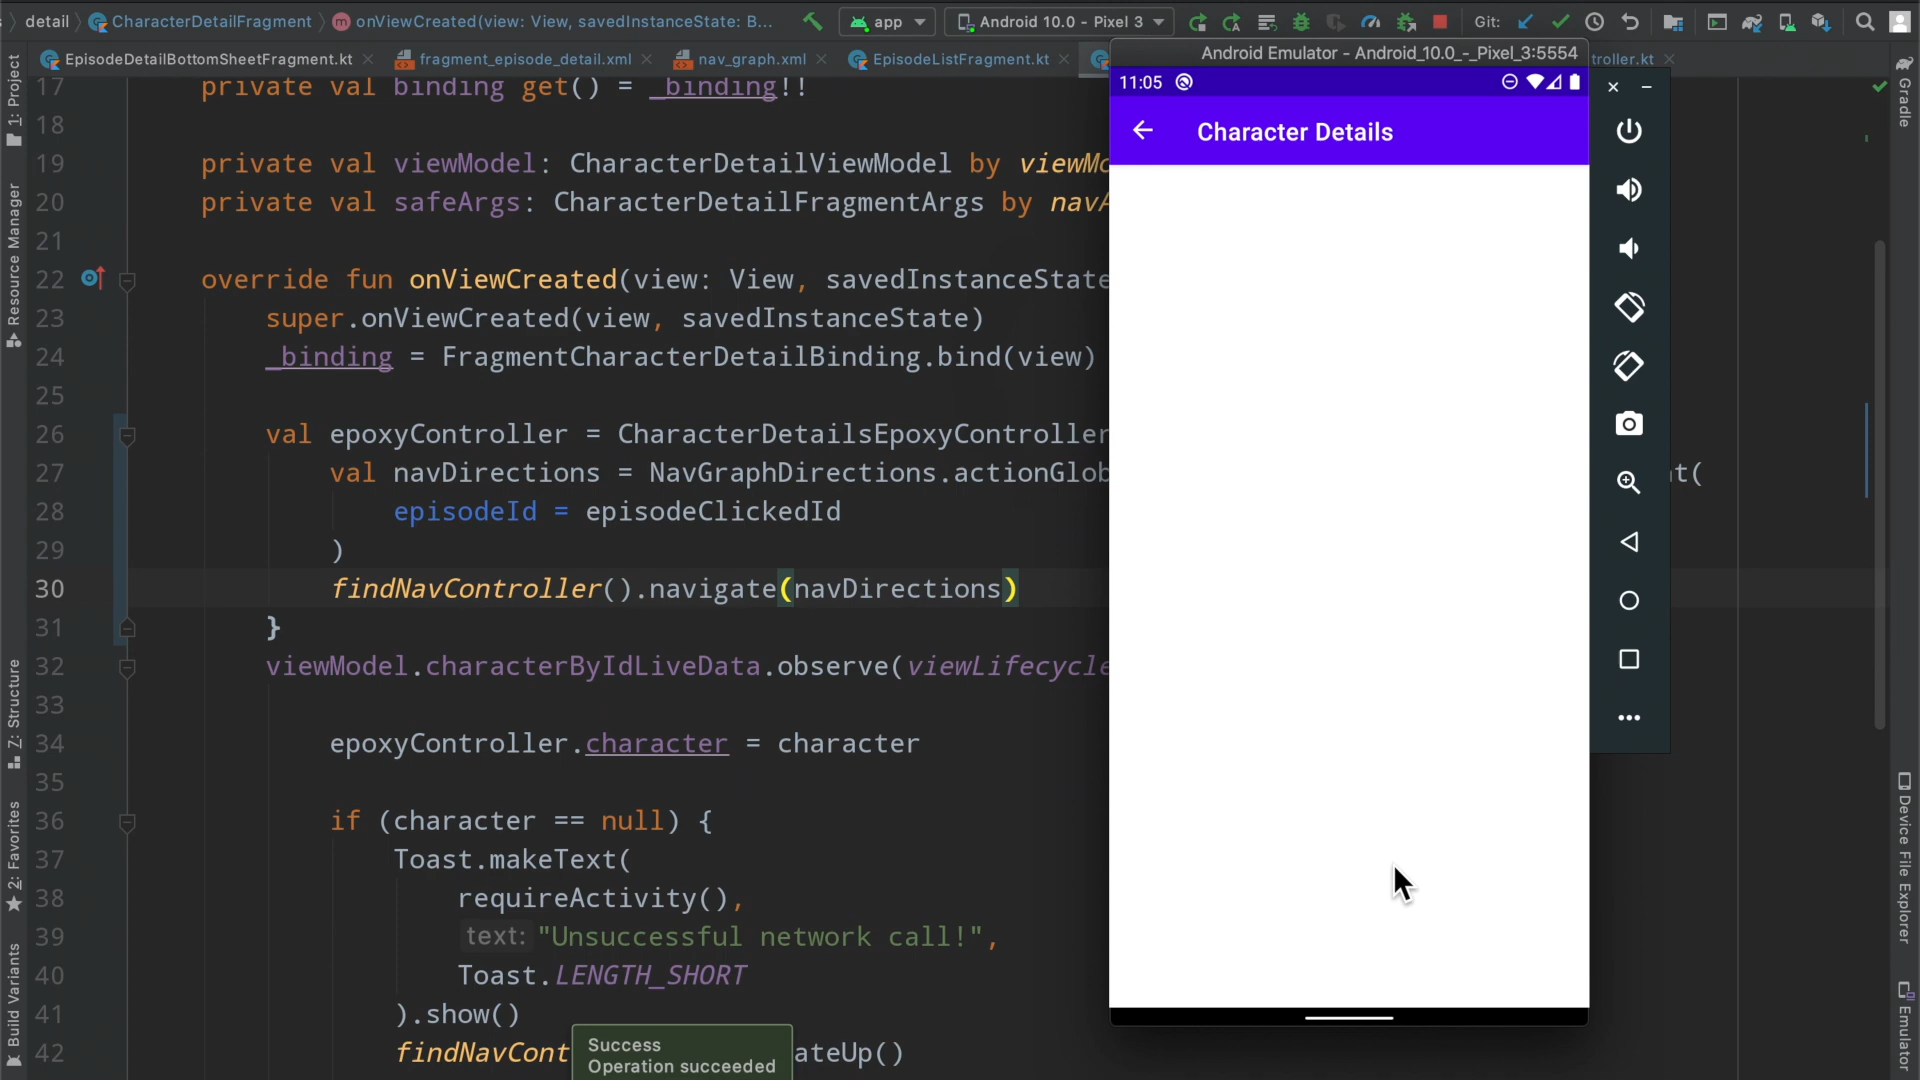 detail
CharacterDetailFragment
m
onViewCreated(view: View, savedInstanceState: B...
app
Android 10.0 - Pixel 3
Git:
EpisodeDetailBottomSheetFragment.kt
fragment_episode_detail.xml
nav_graph.xml
EpisodeListFragment.kt
troller.kt
1: Project
Resource Manager
Z: Structure
2: Favorites
Build Variants
17 private val binding get() = _binding!!
18
19 private val viewModel: CharacterDetailViewModel by viewMo
20 private val safeArgs: CharacterDetailFragmentArgs by navA
21
22 override fun onViewCreated(view: View, savedInstanceState
23 super.onViewCreated(view, savedInstanceState)
24 _binding = FragmentCharacterDetailBinding.bind(view)
25
26 val epoxyController = CharacterDetailsEpoxyController
27 val navDirections = NavGraphDirections.actionGlob t(
28 episodeId = episodeClickedId
29 )
30 findNavController().navigate(navDirections)
31 }
32 viewModel.characterByIdLiveData.observe(viewLifecycle
33
34 epoxyController.character = character
35
36 if (character == null) {
37 Toast.makeText(
38 requireActivity(),
39 text: "Unsuccessful network call!",
40 Toast.LENGTH_SHORT
41 ).show()
42 findNavCont ateUp()
Success
Operation succeeded
Android Emulator - Android_10.0_-_Pixel_3:5554
11:05
Character Details
Gradle
Device File Explorer
Emulator